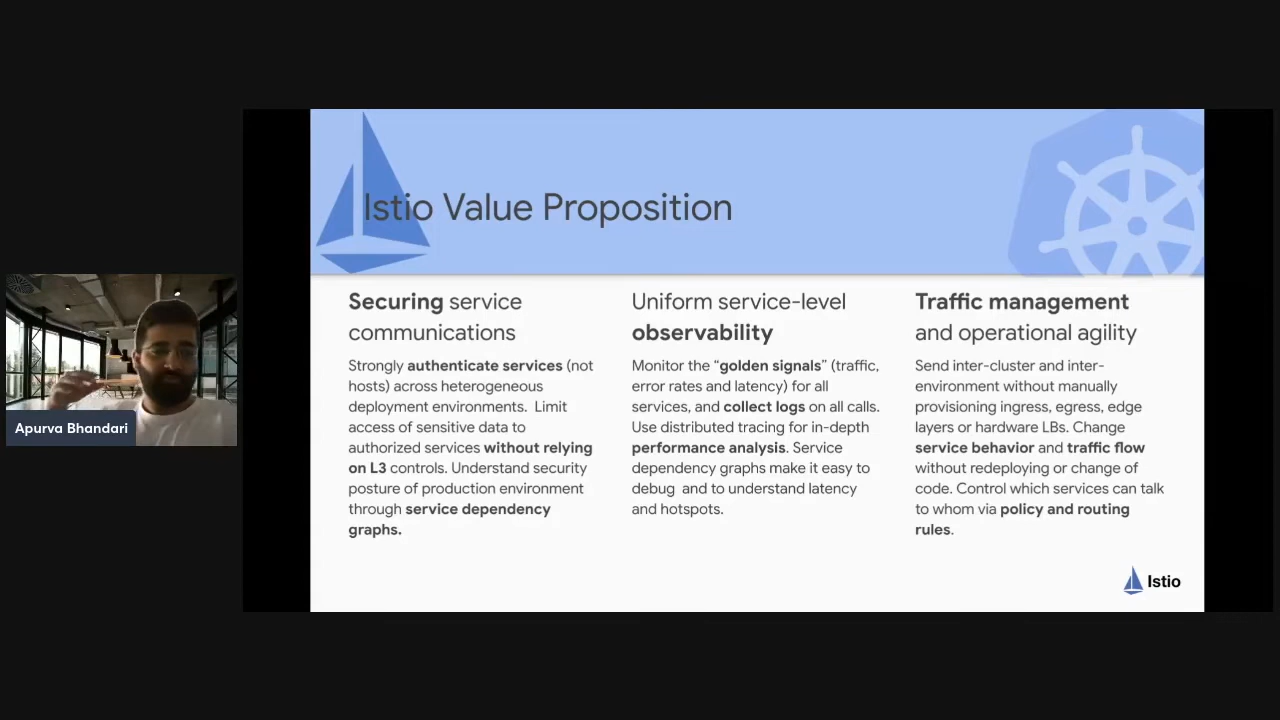 Istio Value Proposition
Securing service
communications
Strongly authenticate services (not
hosts) across heterogeneous
deployment environments. Limit
access of sensitive data to
authorized services without relying
on L3 controls. Understand security
posture of production environment
through service dependency
graphs.
Uniform service-level
observability
Monitor the “golden signals” (traffic,
error rates and latency) for all
services, and collect logs on all calls.
Use distributed tracing for in-depth
performance analysis. Service
dependency graphs make it easy to
debug and to understand latency
and hotspots.
Traffic management
and operational agility
Send inter-cluster and inter-
environment without manually
provisioning ingress, egress, edge
layers or hardware LBs. Change
service behavior and traffic flow
without redeploying or change of
code. Control which services can talk
to whom via policy and routing
rules.
Istio
Apurva Bhandari